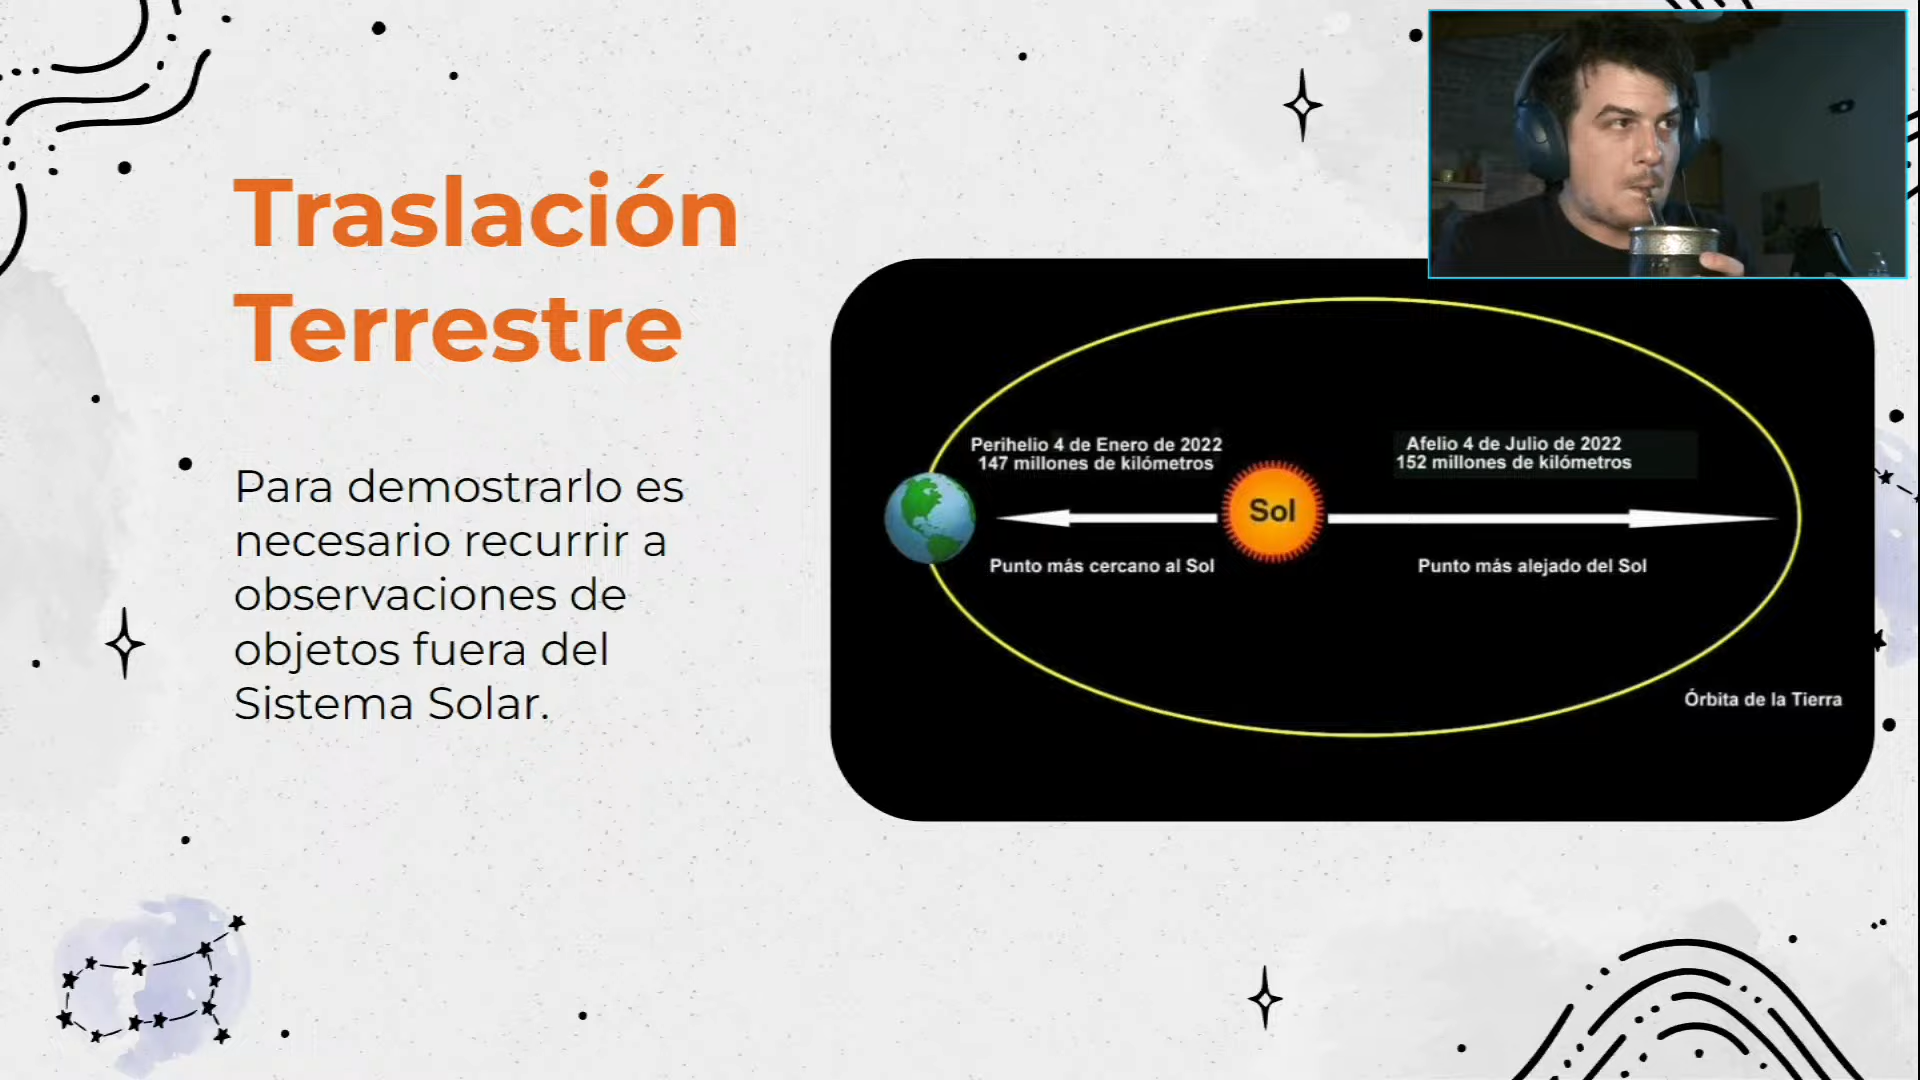 Traslación
Terrestre
Para demostrarlo es
necesario recurrir a
observaciones de
objetos fuera del
Sistema Solar.
Perihelio 4 de Enero de 2022
147 millones de kilómetros
Afelio 4 de Julio de 2022
152 millones de kilómetros
Sol
Punto más cercano al Sol
Punto más alejado del Sol
Órbita de la Tierra